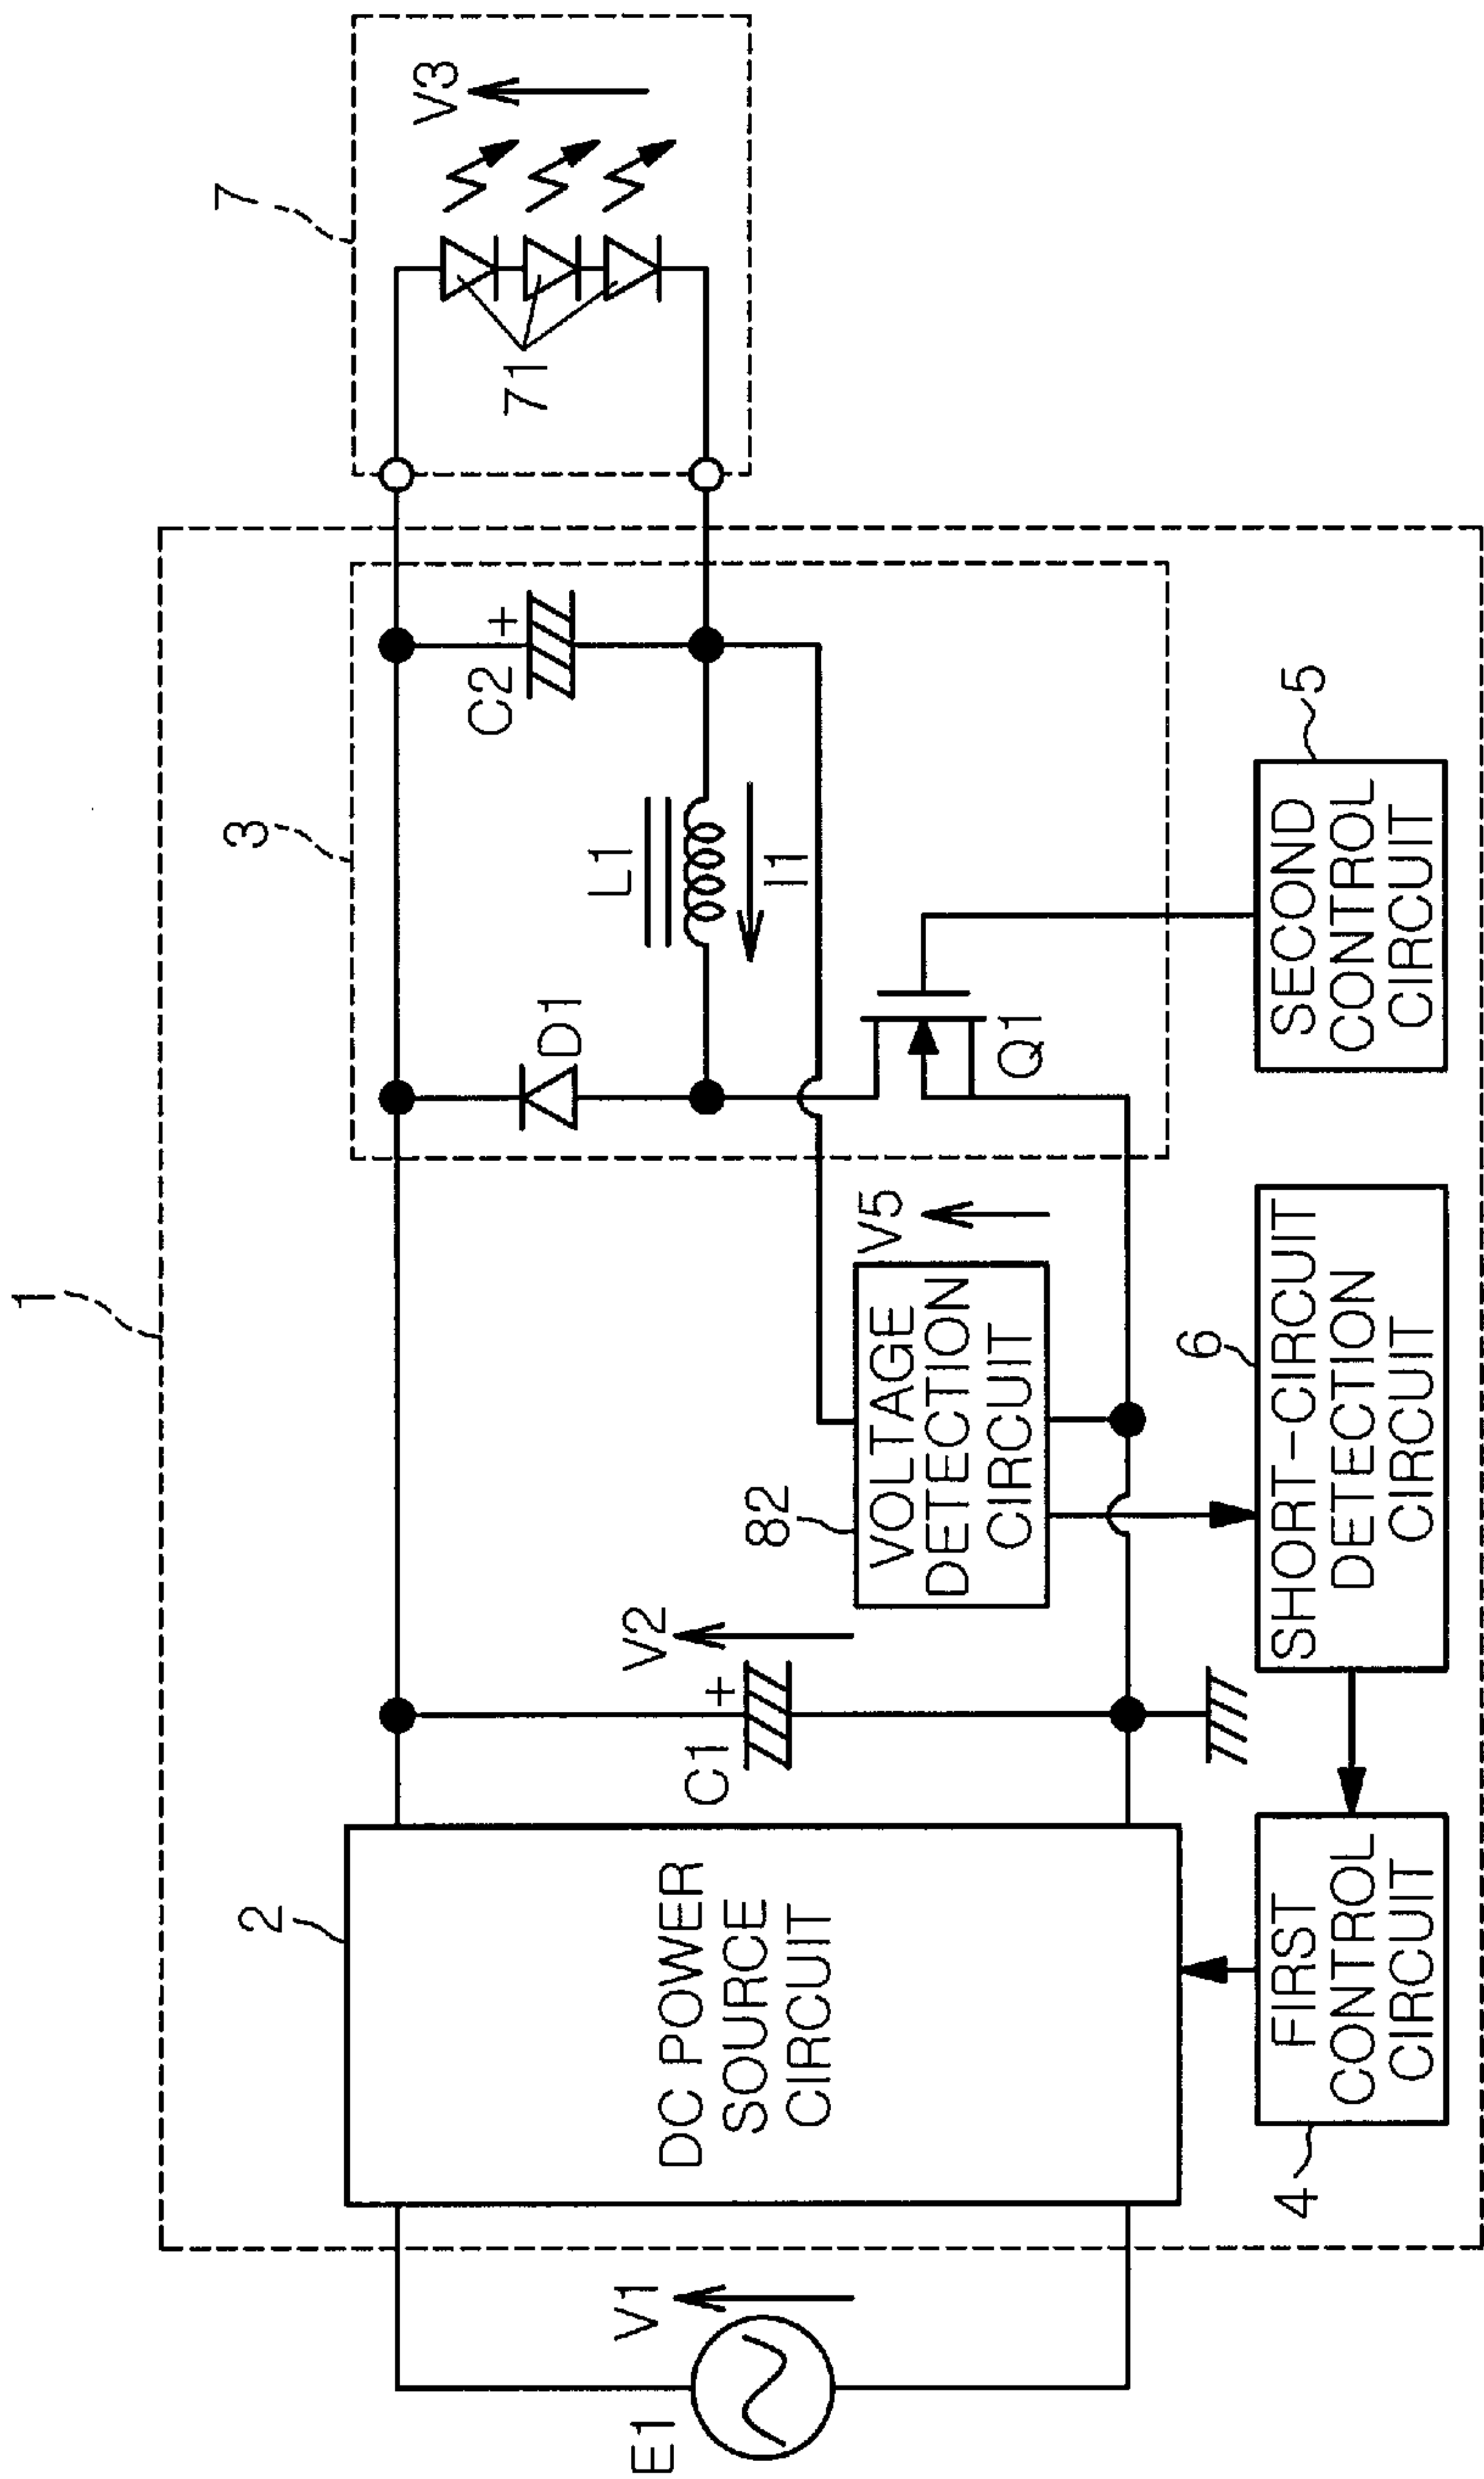 1
2
3
7
E1
V1
DC POWER
SOURCE
CIRCUIT
C1
+
V2
82
VOLTAGE
DETECTION
CIRCUIT
V5
D1
L1
I1
Q1
C2
+
71
V3
4
FIRST
CONTROL
CIRCUIT
6
SHORT-CIRCUIT
DETECTION
CIRCUIT
5
SECOND
CONTROL
CIRCUIT